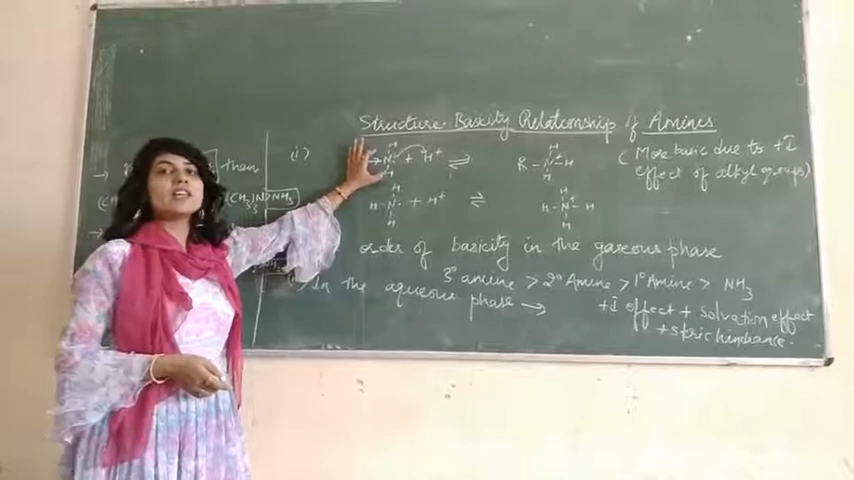 Structure-Basicity Relationship of Amines
(i)
→ N + H+ ⇌ R - N - H
(More basic due to +I
effect of alkyl groups)
H - N + H+ ⇌ H - N - H
then
(CH3)3N > NH3
order of basicity in the gaseous phase
3° amine > 2° Amine > 1° Amine > NH3
In the aqueous phase →
+I effect + Solvation effect
+ steric hindrance.